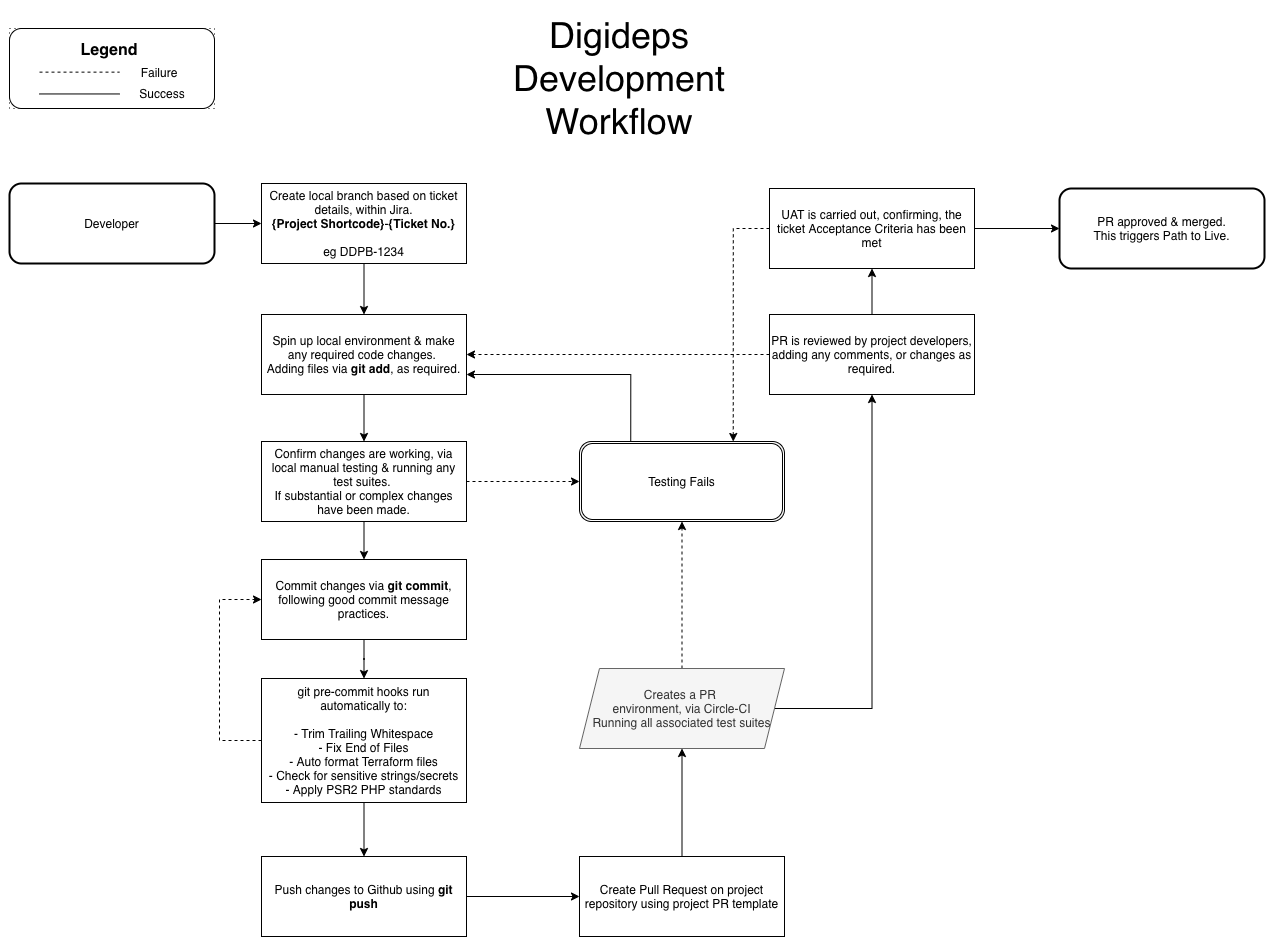 Digideps
Development
Workflow
Legend
Failure
Success
Developer
Create local branch based on ticket
details, within Jira.
{Project Shortcode}-{Ticket No.}
eg DDPB-1234
Spin up local environment & make
any required code changes.
Adding files via git add, as required.
Confirm changes are working, via
local manual testing & running any
test suites.
If substantial or complex changes
have been made.
Commit changes via git commit,
following good commit message
practices.
git pre-commit hooks run
automatically to:
- Trim Trailing Whitespace
- Fix End of Files
- Auto format Terraform files
- Check for sensitive strings/secrets
- Apply PSR2 PHP standards
Push changes to Github using git
push
Create Pull Request on project
repository using project PR template
Creates a PR
environment, via Circle-CI
Running all associated test suites
Testing Fails
PR is reviewed by project developers,
adding any comments, or changes as
required.
UAT is carried out, confirming, the
ticket Acceptance Criteria has been
met
PR approved & merged.
This triggers Path to Live.